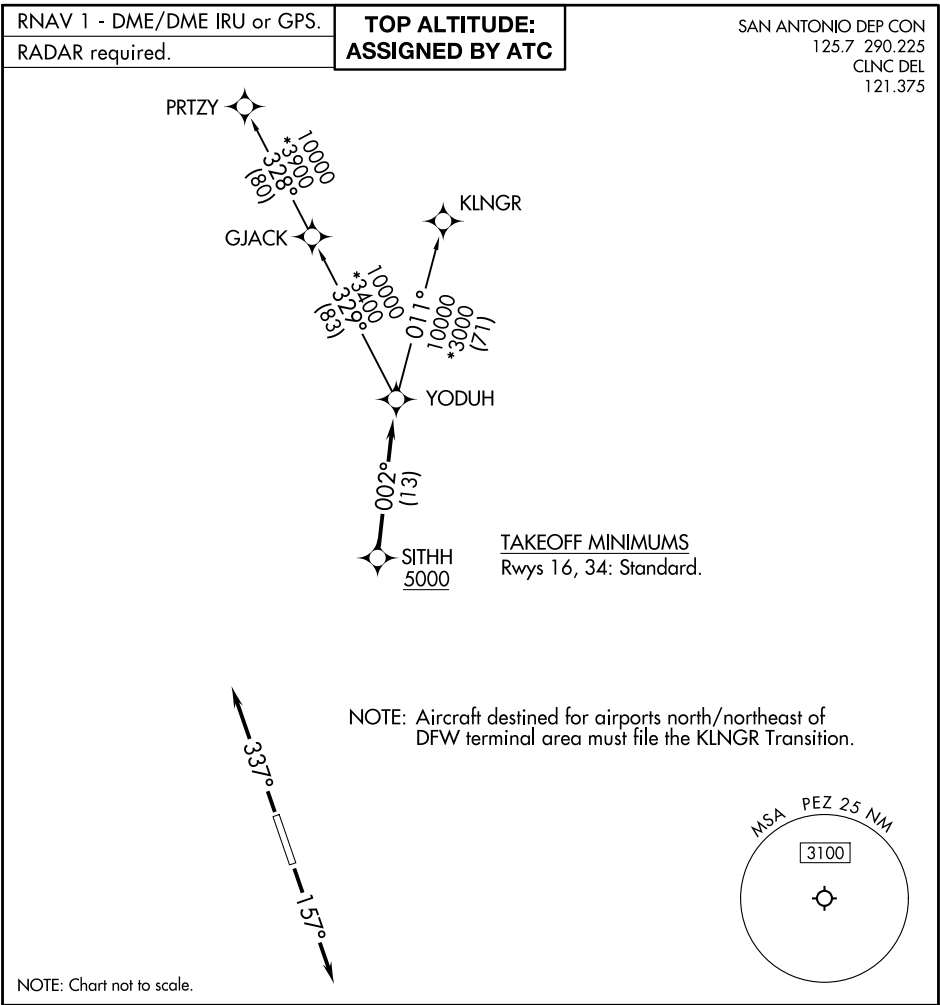 RNAV 1 - DME/DME IRU or GPS.
RADAR required.
TOP ALTITUDE:
ASSIGNED BY ATC
SAN ANTONIO DEP CON
125.7 290.225
CLNC DEL
121.375
PRTZY
10000
*3900
328°
(80)
KLNGR
GJACK
10000
*3400
329°
(83)
011°
10000
*3000
(71)
YODUH
002°
(13)
SITHH
5000
TAKEOFF MINIMUMS
Rwys 16, 34: Standard.
NOTE: Aircraft destined for airports north/northeast of
DFW terminal area must file the KLNGR Transition.
337°
157°
MSA PEZ 25 NM
3100
NOTE: Chart not to scale.